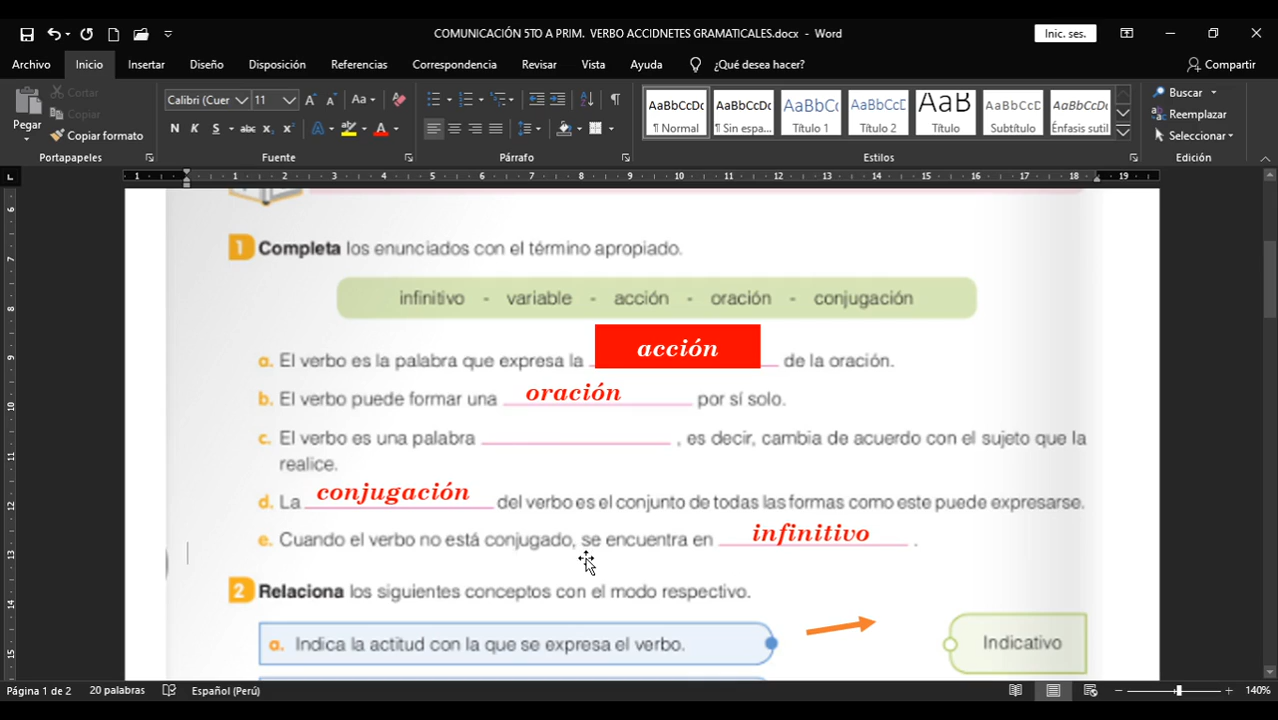 COMUNICACIÓN 5TO A PRIM. VERBO ACCIDNETES GRAMATICALES.docx - Word
Inic. ses.
Archivo Inicio Insertar Diseño Disposición Referencias Correspondencia Revisar Vista Ayuda ¿Qué desea hacer? Compartir
Pegar
Cortar
Copiar
Copiar formato
Portapapeles
Calibri (Cuer 11
Aa
N K S abc x₂ x²
Fuente
Párrafo
AaBbCcDc AaBbCcDc AaBbC AaBbCcE AaB AaBbCcD AaBbCcDc
¶ Normal ¶ Sin espa... Título 1 Título 2 Título Subtítulo Énfasis sutil
Estilos
Buscar
Reemplazar
Seleccionar
Edición
1 Completa los enunciados con el término apropiado.
infinitivo - variable - acción - oración - conjugación
a. El verbo es la palabra que expresa la acción de la oración.
b. El verbo puede formar una oración por sí solo.
c. El verbo es una palabra ____________ , es decir, cambia de acuerdo con el sujeto que la
realice.
d. La conjugación del verbo es el conjunto de todas las formas como este puede expresarse.
e. Cuando el verbo no está conjugado, se encuentra en infinitivo .
2 Relaciona los siguientes conceptos con el modo respectivo.
a. Indica la actitud con la que se expresa el verbo.
Indicativo
Página 1 de 2 20 palabras Español (Perú) 140%